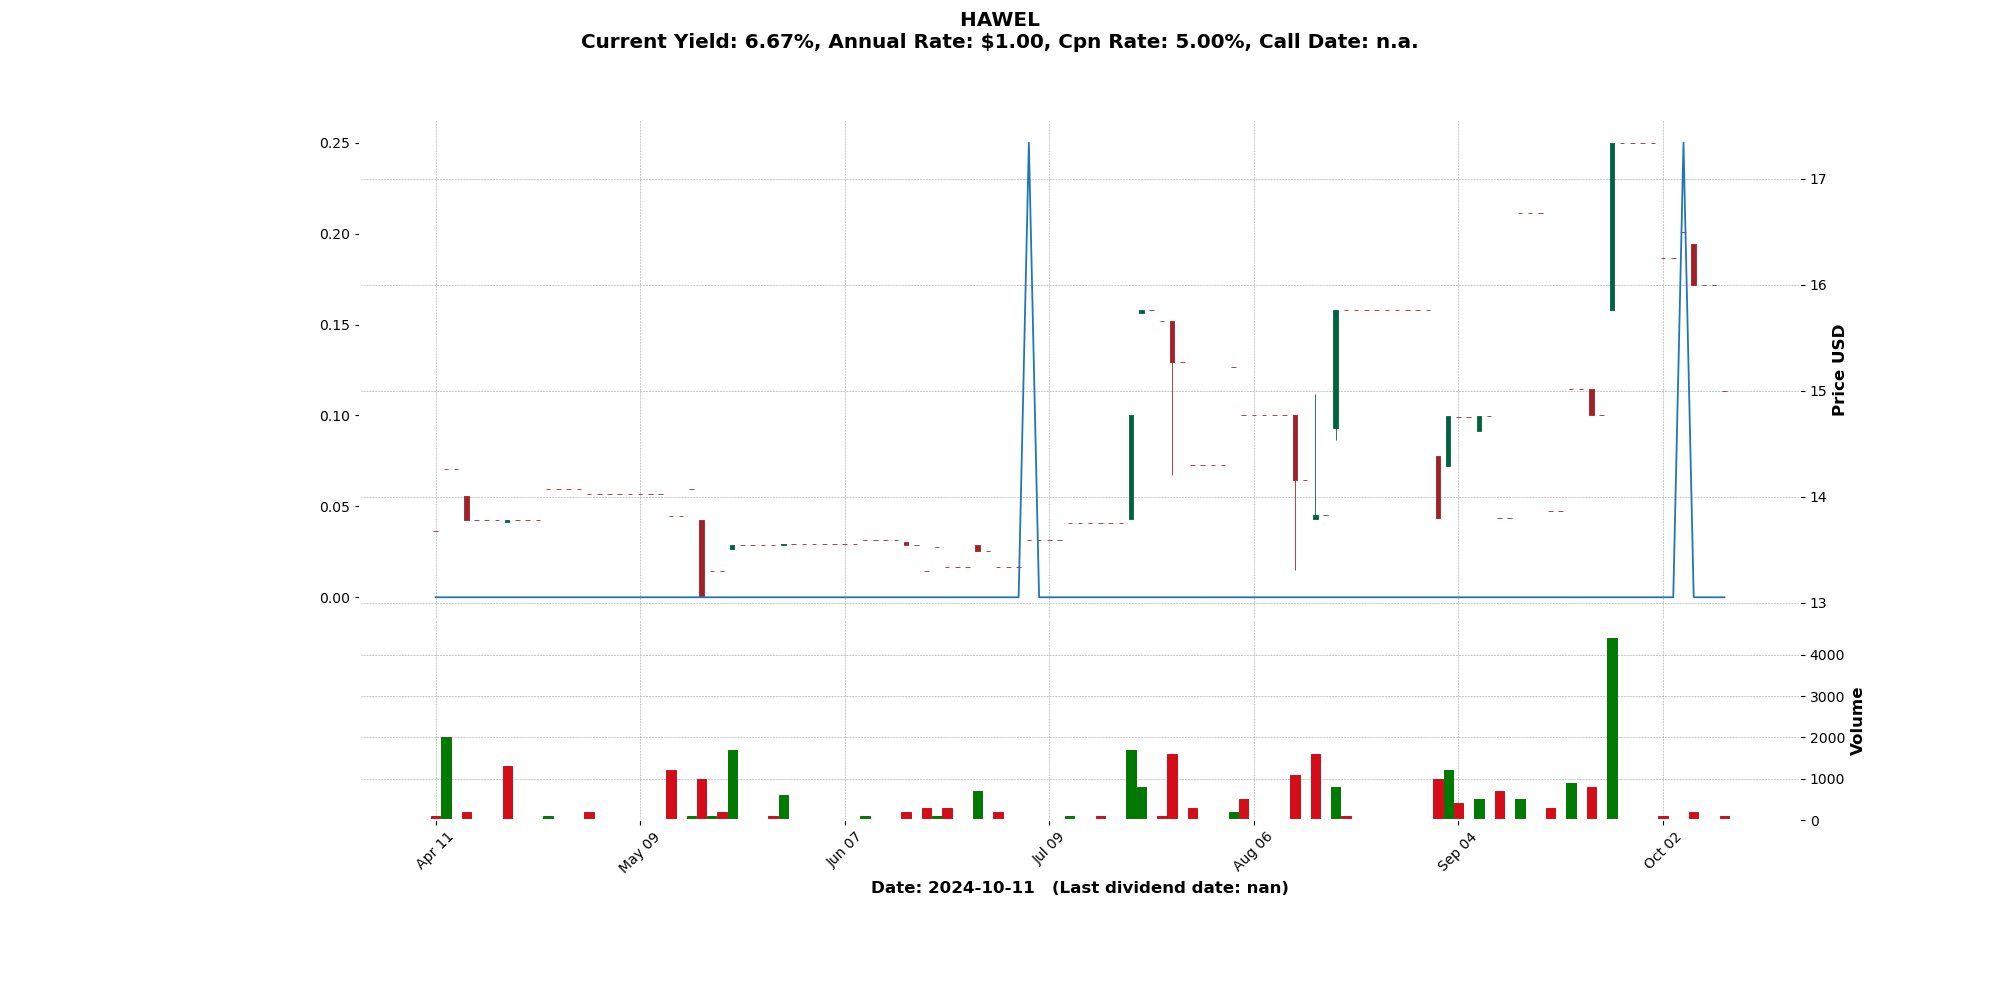 HAWEL
Current Yield: 6.67%, Annual Rate: $1.00, Cpn Rate: 5.00%, Call Date: n.a.
0.25
0.20
0.15
0.10
0.05
0.00
17
16
15
14
13
Price USD
4000
3000
2000
1000
0
Volume
Apr 11
May 09
Jun 07
Jul 09
Aug 06
Sep 04
Oct 02
Date: 2024-10-11   (Last dividend date: nan)